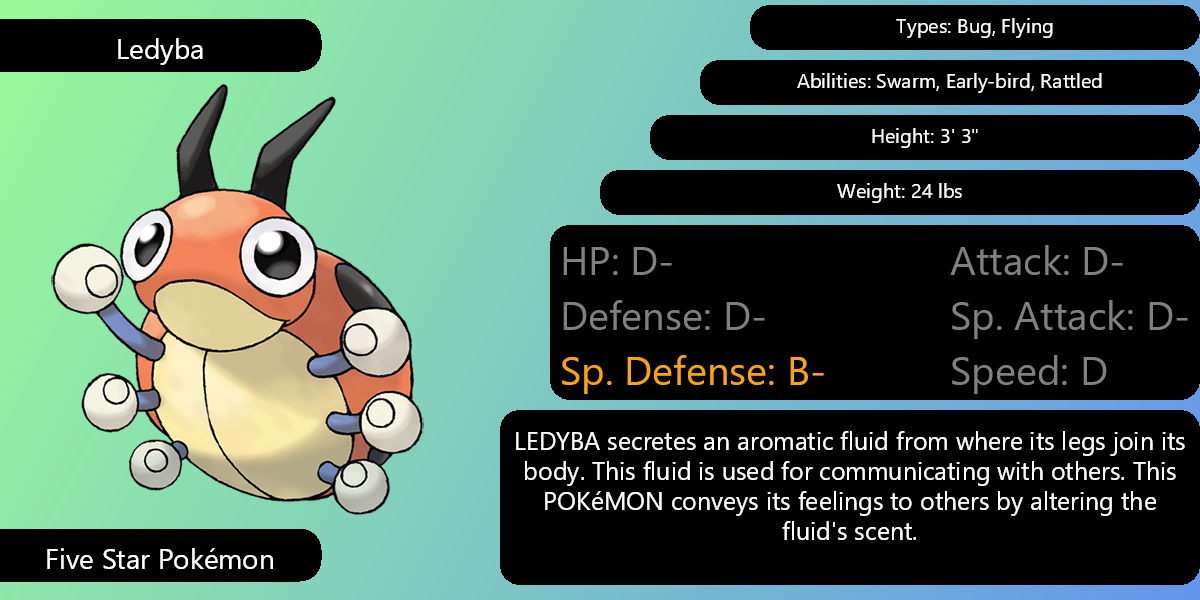 Ledyba
Types: Bug, Flying
Abilities: Swarm, Early-bird, Rattled
Height: 3' 3"
Weight: 24 lbs
HP: D-
Attack: D-
Defense: D-
Sp. Attack: D-
Sp. Defense: B-
Speed: D
LEDYBA secretes an aromatic fluid from where its legs join its
body. This fluid is used for communicating with others. This
POKéMON conveys its feelings to others by altering the
fluid's scent.
Five Star Pokémon